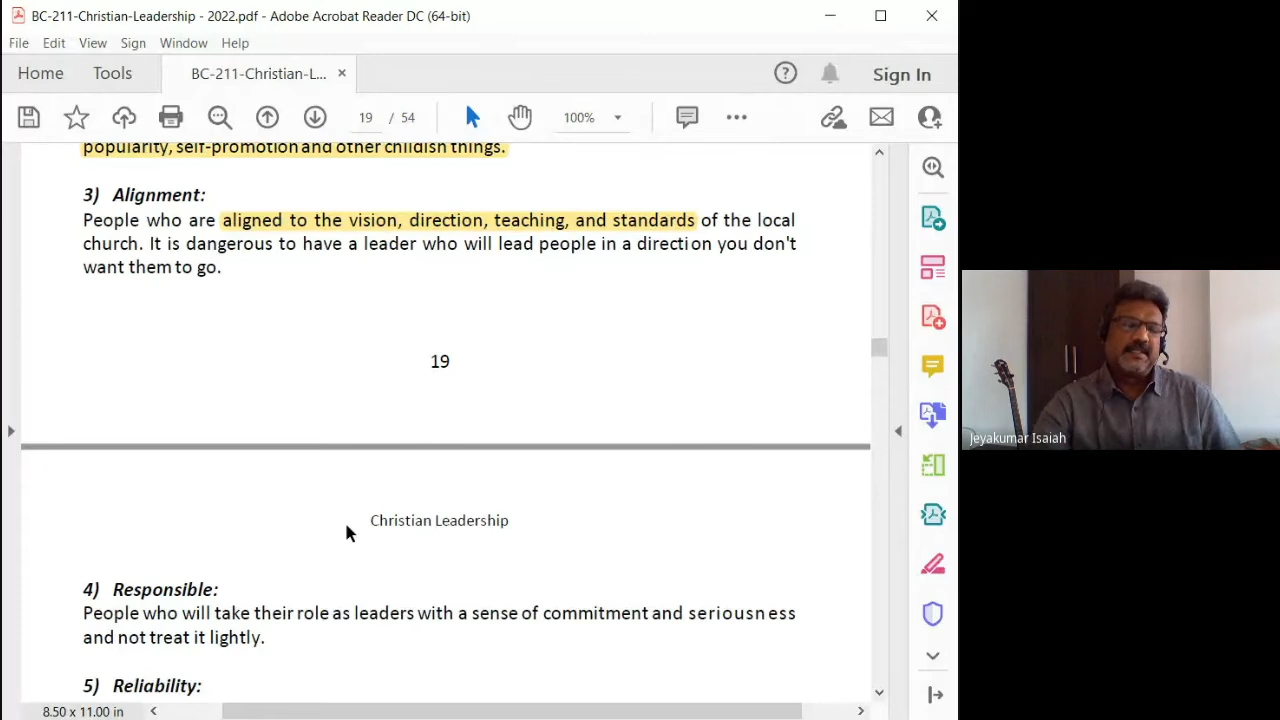 BC-211-Christian-Leadership - 2022.pdf - Adobe Acrobat Reader DC (64-bit)
File Edit View Sign Window Help
Home Tools BC-211-Christian-L... Sign In
19 / 54 100%
popularity, self-promotion and other childish things.
3) Alignment:
People who are aligned to the vision, direction, teaching, and standards of the local
church. It is dangerous to have a leader who will lead people in a direction you don't
want them to go.
19
Christian Leadership
4) Responsible:
People who will take their role as leaders with a sense of commitment and seriousness
and not treat it lightly.
5) Reliability:
8.50 x 11.00 in
Jeyakumar Isaiah